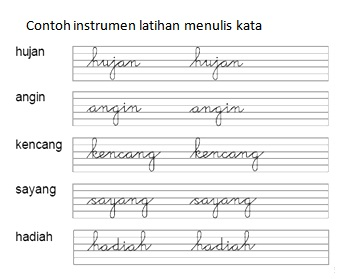 Contoh instrumen latihan menulis kata
hujan
hujan hujan
angin
angin angin
kencang
kencang kencang
sayang
sayang sayang
hadiah
hadiah hadiah